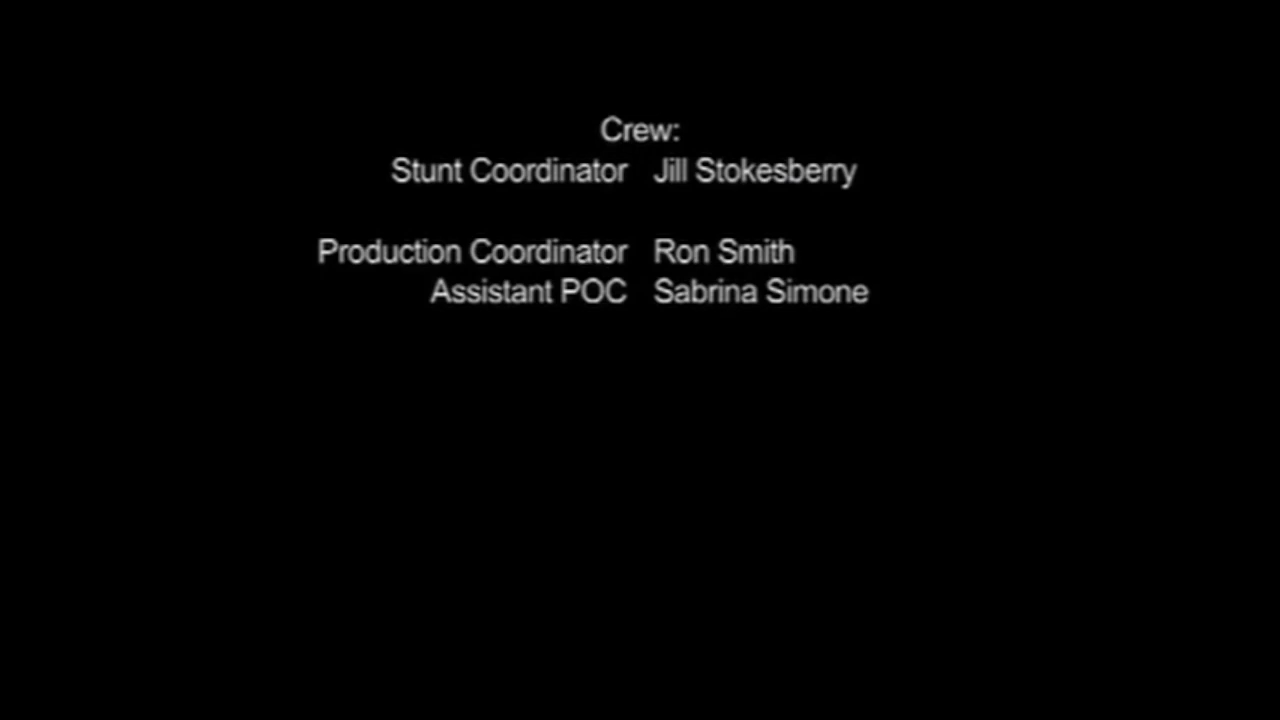 Crew:
Stunt Coordinator Jill Stokesberry
Production Coordinator Ron Smith
Assistant POC Sabrina Simone